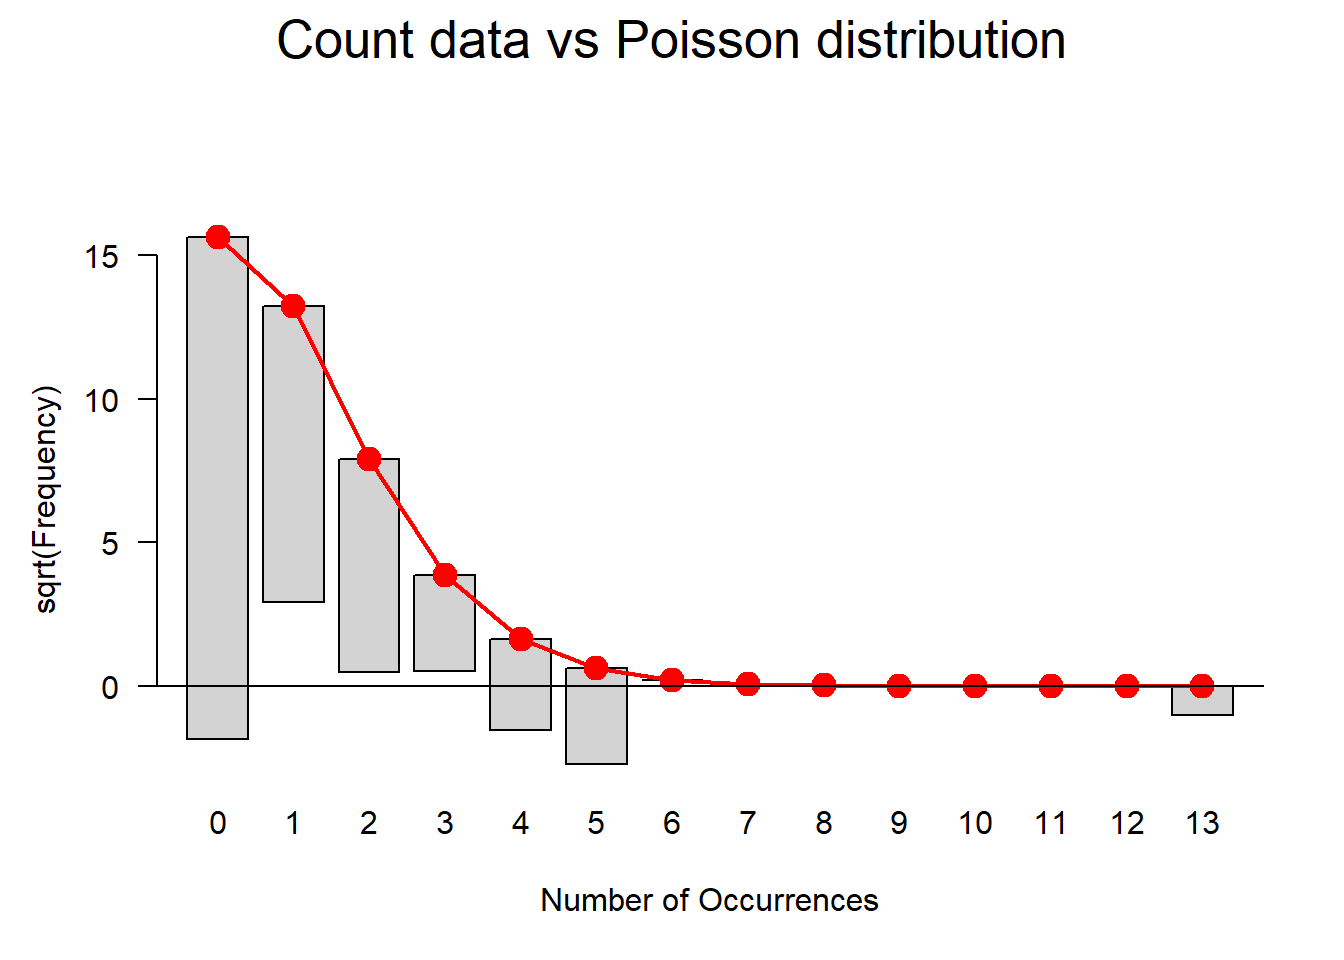 Count data vs Poisson distribution
15
10
5
0
sqrt(Frequency)
0 1 2 3 4 5 6 7 8 9 10 11 12 13
Number of Occurrences